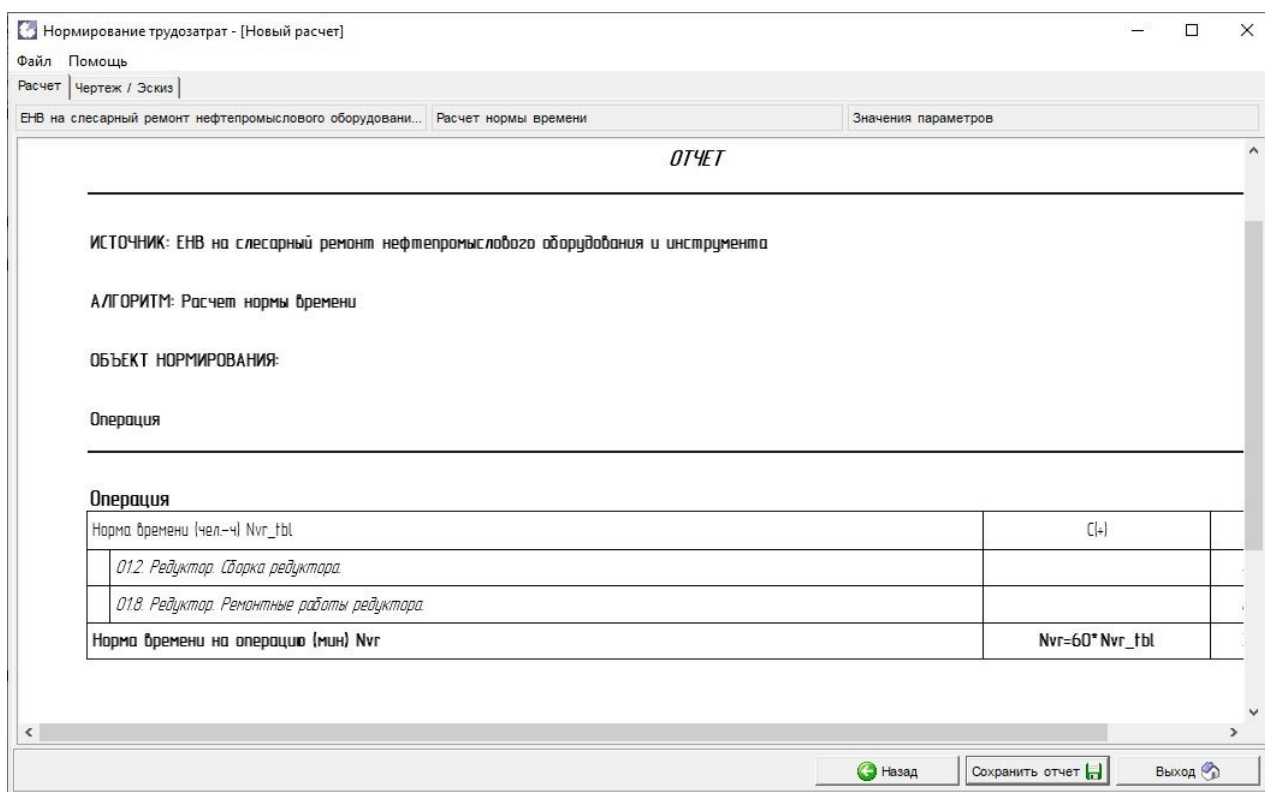 Нормирование трудозатрат - [Новый расчет]
Файл Помощь
Расчет Чертеж / Эскиз
ЕНВ на слесарный ремонт нефтепромыслового оборудовани... Расчет нормы времени Значения параметров
ОТЧЕТ
ИСТОЧНИК: ЕНВ на слесарный ремонт нефтепромыслового оборудования и инструмента
АЛГОРИТМ: Расчет нормы времени
ОБЪЕКТ НОРМИРОВАНИЯ:
Операция
Операция
Норма времени (чел.-ч) Nvr_tbl С(+)
01.2. Редуктор. Сборка редуктора.
01.8. Редуктор. Ремонтные работы редуктора.
Норма времени на операцию (мин) Nvr Nvr=60*Nvr_tbl
Назад Сохранить отчет Выход